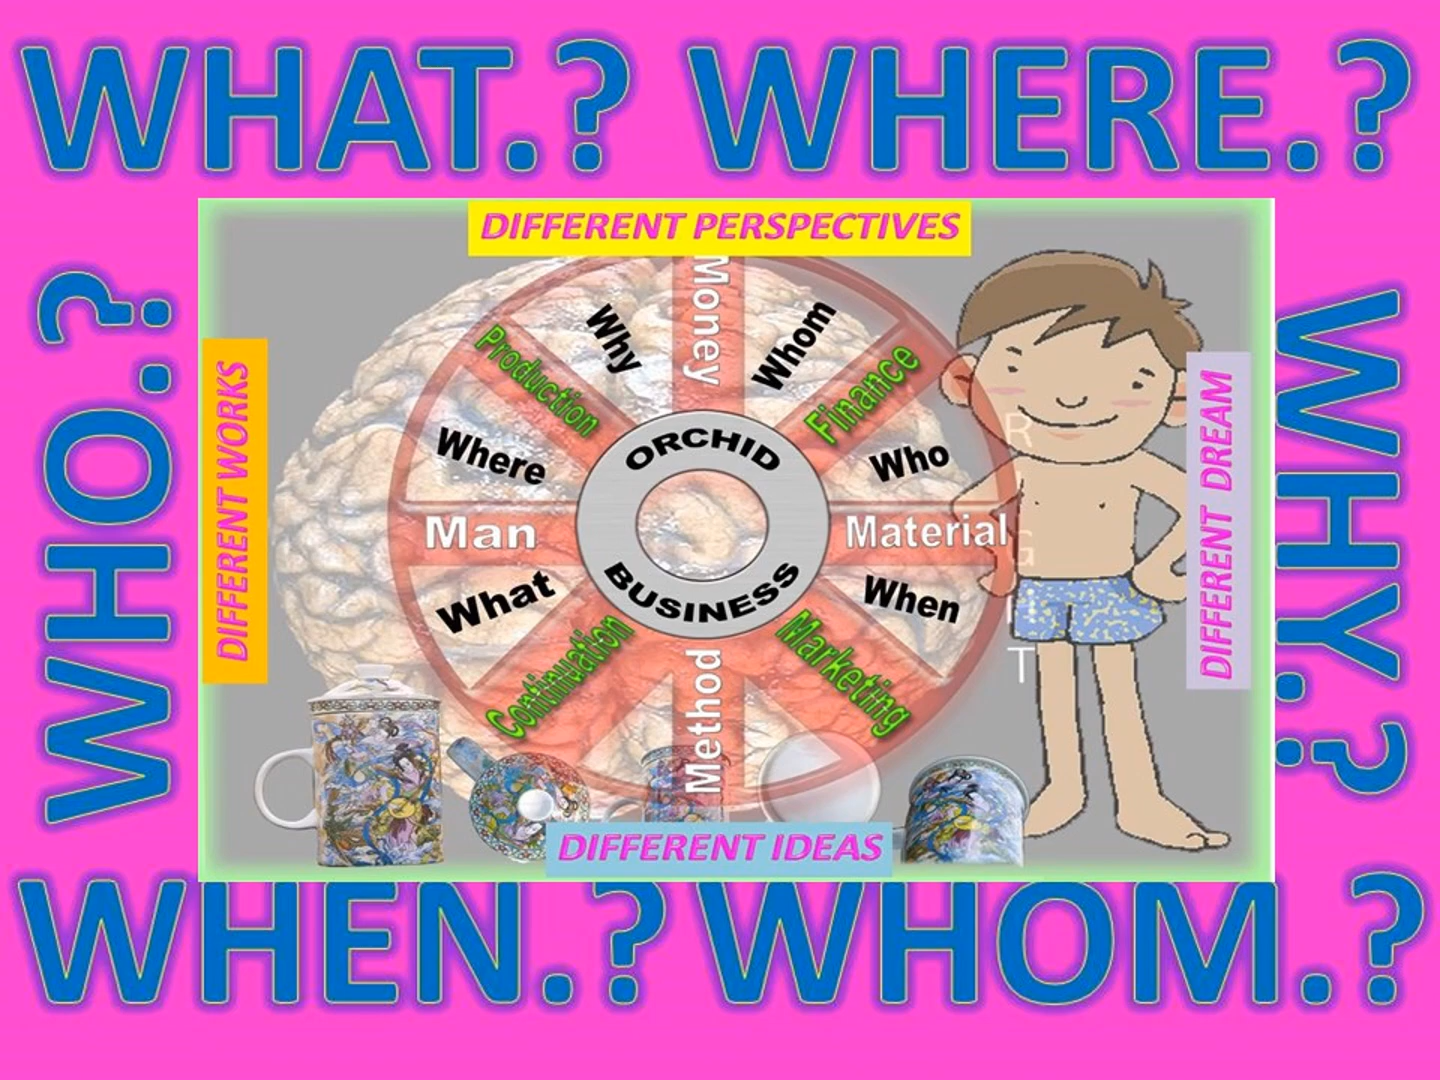 WHAT.? WHERE.?
WHO.?
WHY.?
DIFFERENT PERSPECTIVES
DIFFERENT WORKS
DIFFERENT DREAM
Money
Why
Whom
Production
Finance
Where
Who
ORCHID
BUSINESS
Man
Material
What
When
Continuation
Marketing
Method
R
G
T
DIFFERENT IDEAS
WHEN.? WHOM.?